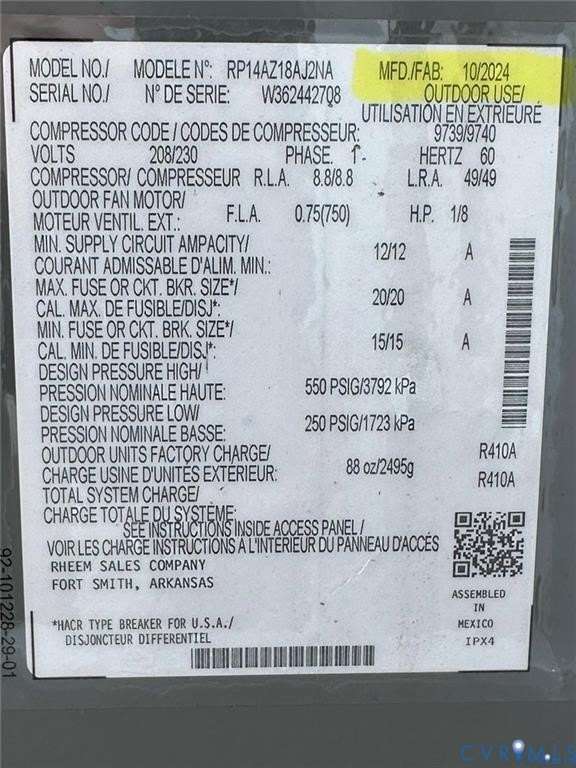 MODEL NO./ MODELE N°: RP14AZ18AJ2NA MFD./FAB: 10/2024
SERIAL NO./ N° DE SERIE: W362442708 OUTDOOR USE/
UTILISATION EN EXTRIEURÉ
COMPRESSOR CODE / CODES DE COMPRESSEUR: 9739/9740
VOLTS 208/230 PHASE. 1 HERTZ 60
COMPRESSOR/ COMPRESSEUR R.L.A. 8.8/8.8 L.R.A. 49/49
OUTDOOR FAN MOTOR/
MOTEUR VENTIL. EXT.: F.L.A. 0.75(750) H.P. 1/8
MIN. SUPPLY CIRCUIT AMPACITY/
COURANT ADMISSABLE D'ALIM. MIN.: 12/12 A
MAX. FUSE OR CKT. BKR. SIZE*/
CAL. MAX. DE FUSIBLE/DISJ*: 20/20 A
MIN. FUSE OR CKT. BRK. SIZE*/
CAL. MIN. DE FUSIBLE/DISJ*: 15/15 A
DESIGN PRESSURE HIGH/
PRESSION NOMINALE HAUTE: 550 PSIG/3792 kPa
DESIGN PRESSURE LOW/
PRESSION NOMINALE BASSE: 250 PSIG/1723 kPa
OUTDOOR UNITS FACTORY CHARGE/ R410A
CHARGE USINE D'UNITES EXTERIEUR: 88 oz/2495g R410A
TOTAL SYSTEM CHARGE/
CHARGE TOTALE DU SYSTÈME:
SEE INSTRUCTIONS INSIDE ACCESS PANEL /
VOIR LES CHARGE INSTRUCTIONS A L'INTERIEUR DU PANNEAU D'ACCÉS
RHEEM SALES COMPANY
FORT SMITH, ARKANSAS
ASSEMBLED
IN
MEXICO
IPX4
*HACR TYPE BREAKER FOR U.S.A./
DISJONCTEUR DIFFERENTIEL
92-101228-29-01
CVRMLS